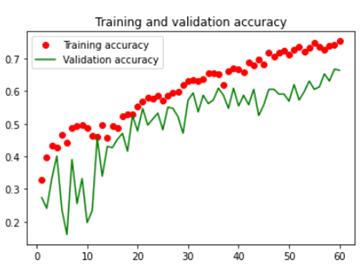 Training and validation accuracy
Training accuracy
Validation accuracy
0.7
0.6
0.5
0.4
0.3
0.2
0 10 20 30 40 50 60